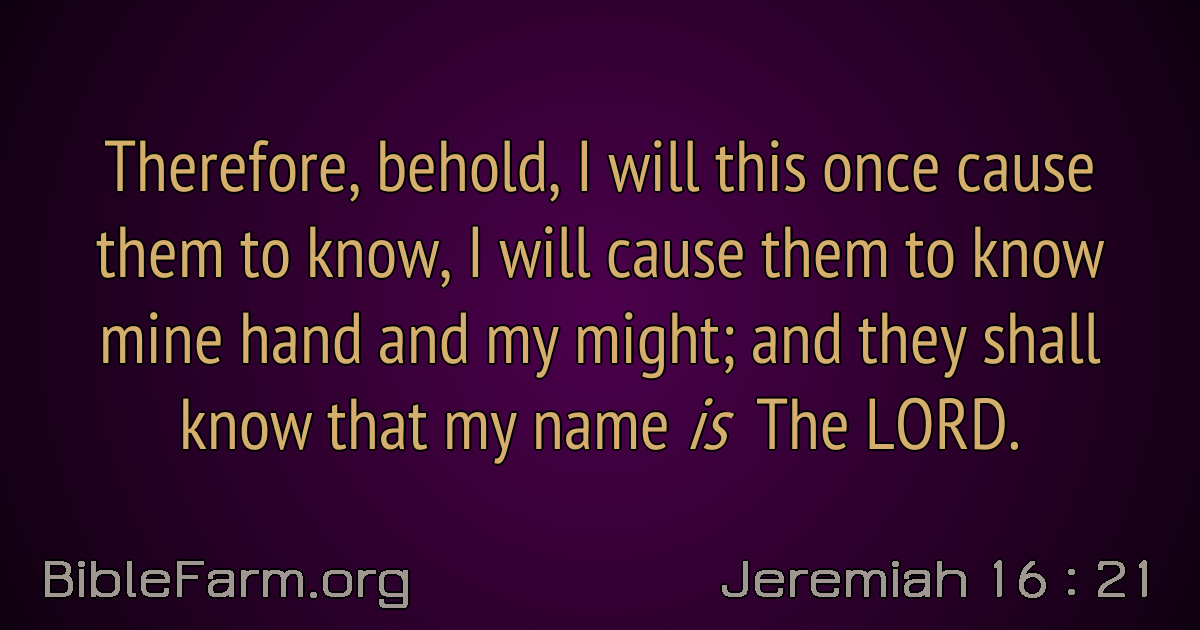 Therefore, behold, I will this once cause
them to know, I will cause them to know
mine hand and my might; and they shall
know that my name is The LORD.
BibleFarm.org
Jeremiah 16 : 21